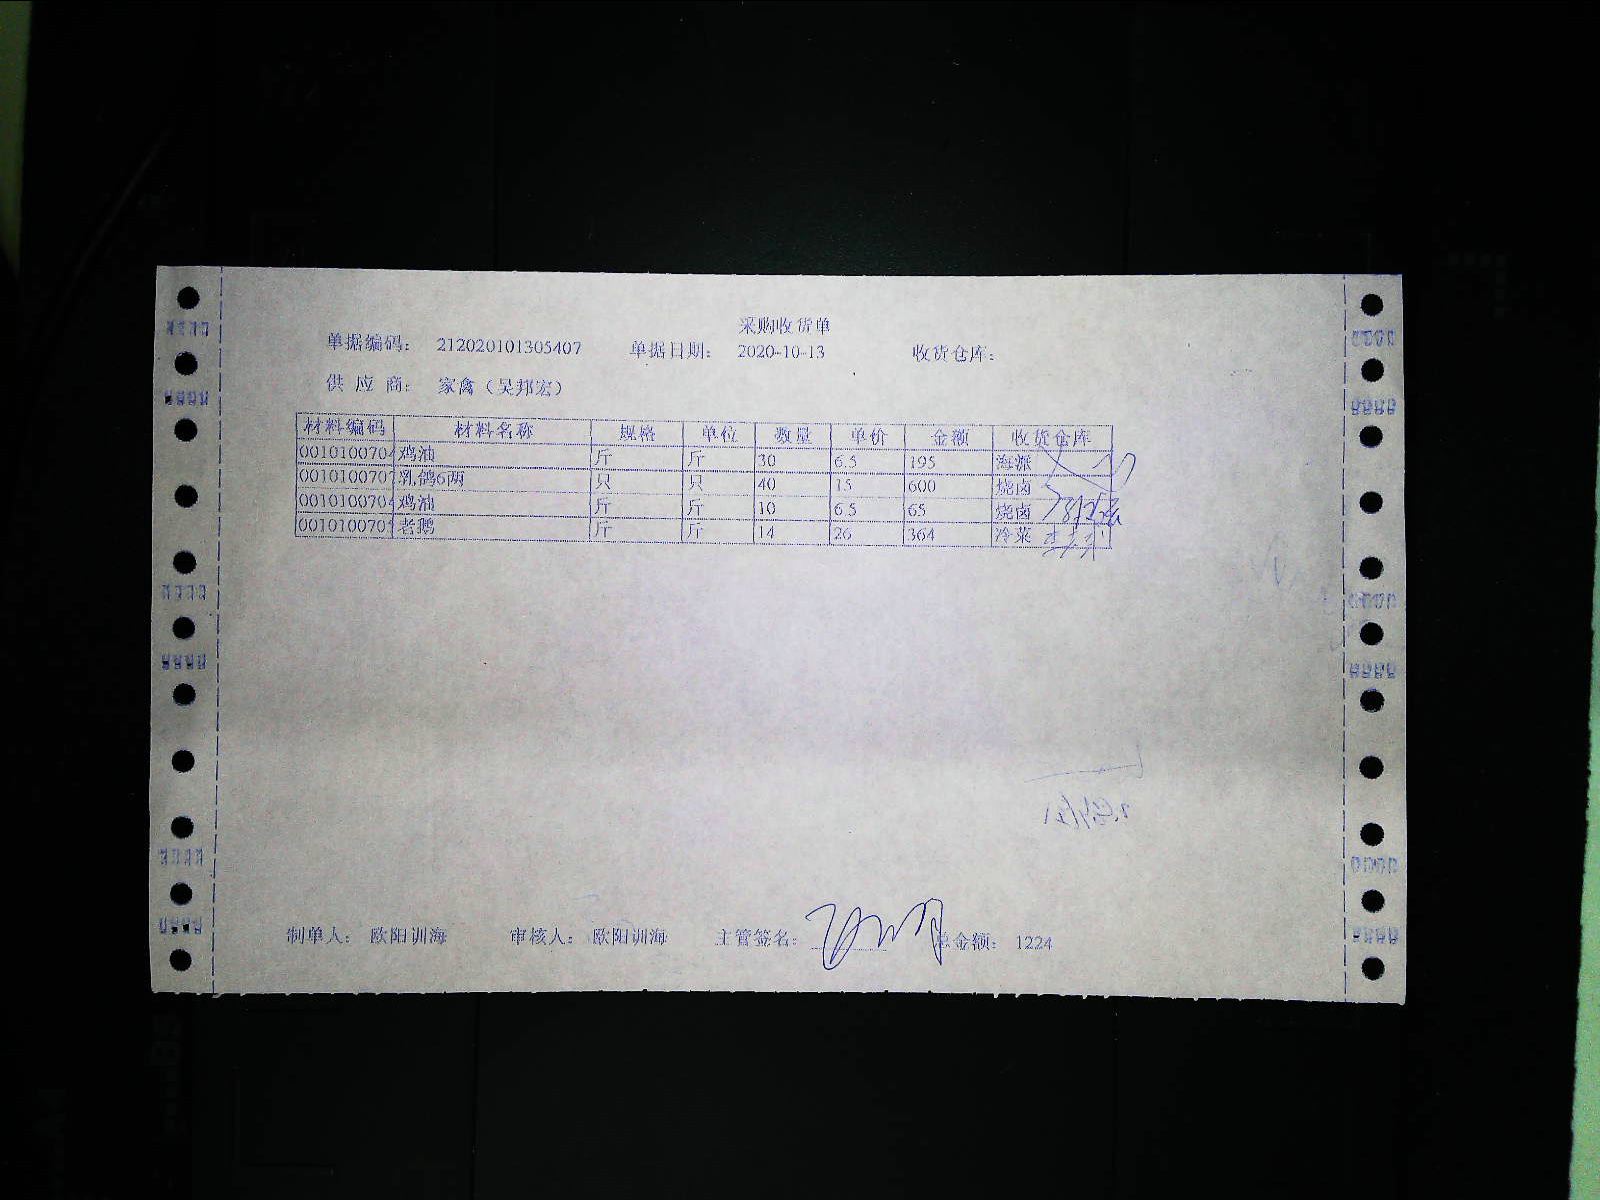 采购收货单
单据编码： 212020101305407 单据日期： 2020-10-13 收货仓库：
供 应 商： 家禽（吴邦宏）
材料编码 材料名称 规格 单位 数量 单价 金额 收货仓库
0010100704 鸡油 斤 斤 30 6.5 195 海派
001010070 乳鸽6两 只 只 40 15 600 烧卤
0010100704 鸡油 斤 斤 10 6.5 65 烧卤
001010070 老鹅 斤 斤 14 26 364 冷菜
制单人： 欧阳训海 审核人： 欧阳训海 主管签名： 总金额： 1224